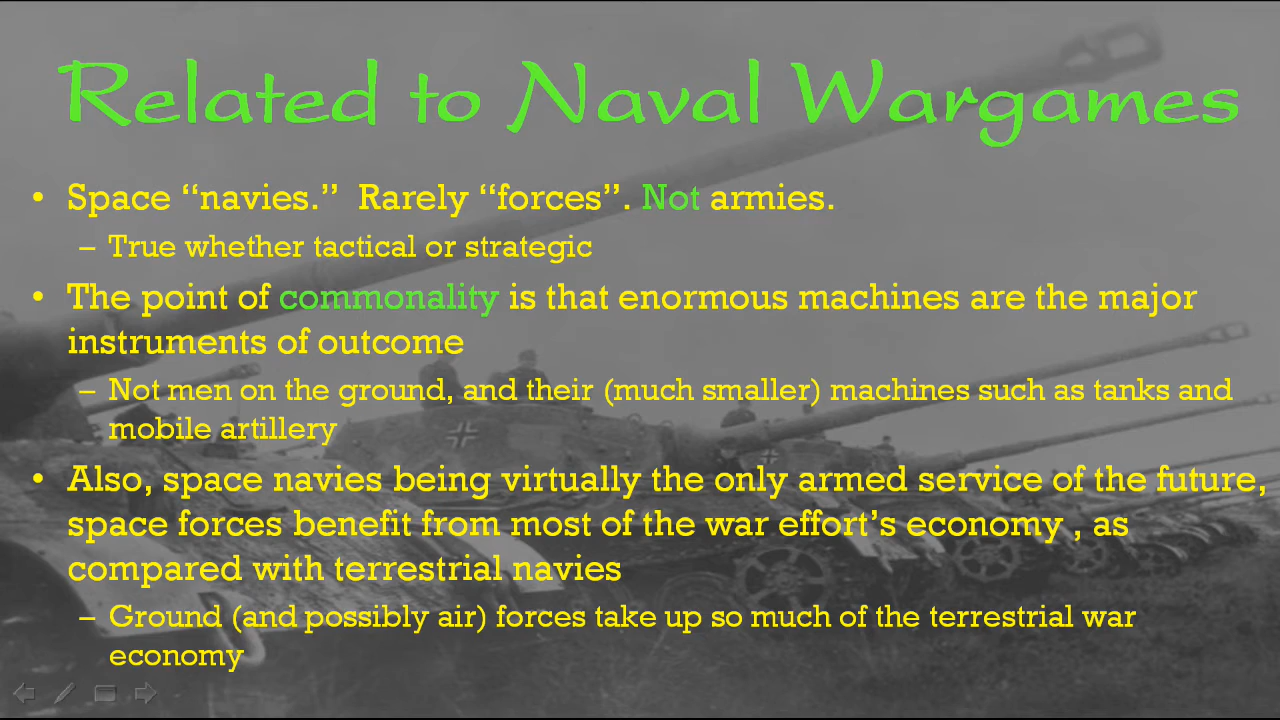 Related to Naval Wargames
• Space “navies.”  Rarely “forces”. Not armies.
– True whether tactical or strategic
• The point of commonality is that enormous machines are the major
instruments of outcome
– Not men on the ground, and their (much smaller) machines such as tanks and
mobile artillery
• Also, space navies being virtually the only armed service of the future,
space forces benefit from most of the war effort’s economy , as
compared with terrestrial navies
– Ground (and possibly air) forces take up so much of the terrestrial war
economy